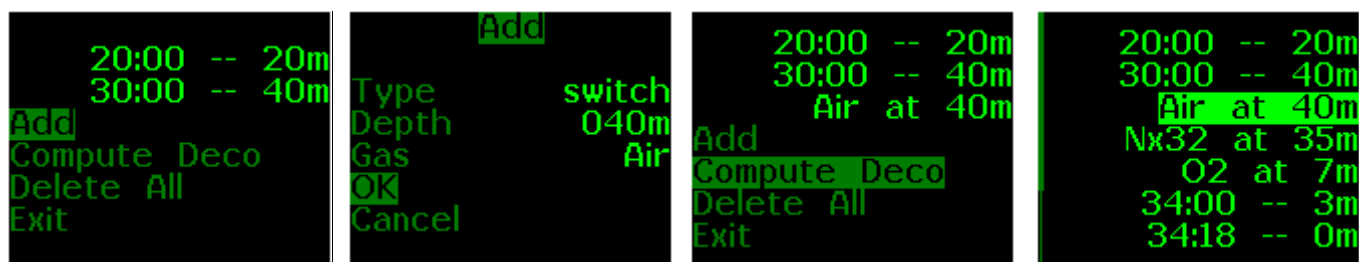 20:00 -- 20m
30:00 -- 40m
Add
Compute Deco
Delete All
Exit
Add
Type switch
Depth 040m
Gas Air
OK
Cancel
20:00 -- 20m
30:00 -- 40m
Air at 40m
Add
Compute Deco
Delete All
Exit
20:00 -- 20m
30:00 -- 40m
Air at 40m
Nx32 at 35m
O2 at 7m
34:00 -- 3m
34:18 -- 0m